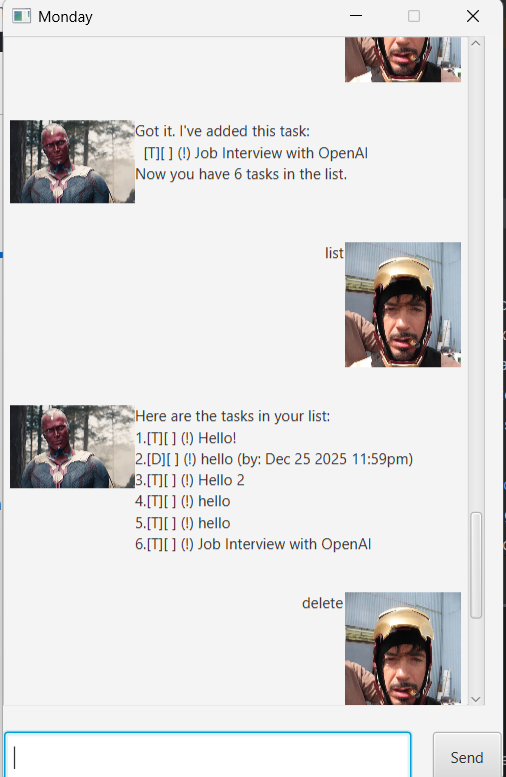 Monday
Got it. I've added this task:
[T][ ] (!) Job Interview with OpenAI
Now you have 6 tasks in the list.
list
Here are the tasks in your list:
1.[T][ ] (!) Hello!
2.[D][ ] (!) hello (by: Dec 25 2025 11:59pm)
3.[T][ ] (!) Hello 2
4.[T][ ] (!) hello
5.[T][ ] (!) hello
6.[T][ ] (!) Job Interview with OpenAI
delete
Send